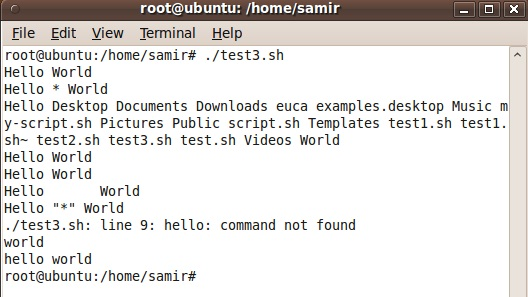 root@ubuntu: /home/samir
File Edit View Terminal Help
root@ubuntu:/home/samir# ./test3.sh
Hello World
Hello * World
Hello Desktop Documents Downloads euca examples.desktop Music m
y-script.sh Pictures Public script.sh Templates test1.sh test1.
sh~ test2.sh test3.sh test.sh Videos World
Hello World
Hello World
Hello       World
Hello "*" World
./test3.sh: line 9: hello: command not found
world
hello world
root@ubuntu:/home/samir#